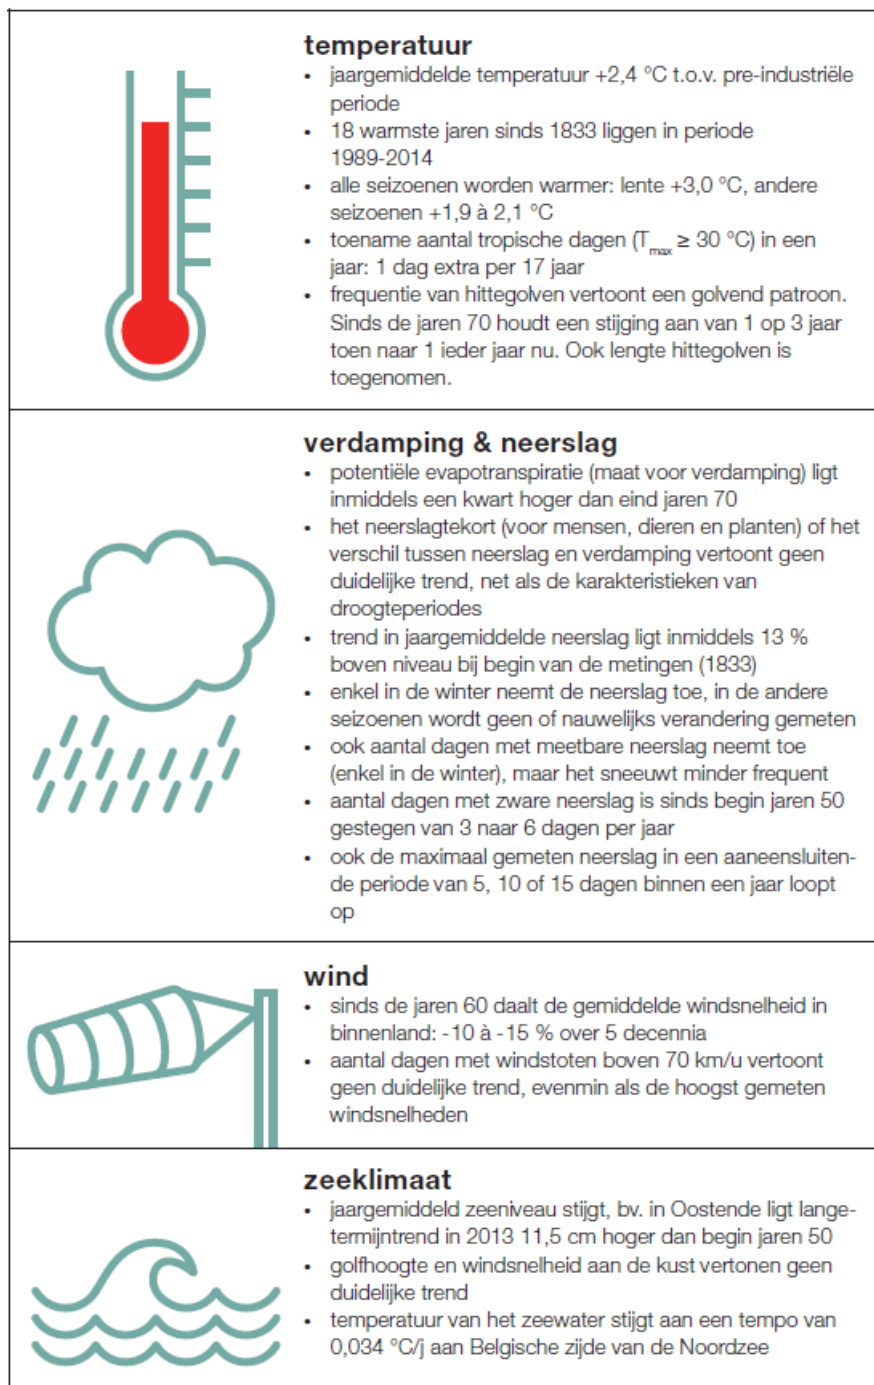 temperatuur
• jaargemiddelde temperatuur +2,4 °C t.o.v. pre-industriële
periode
• 18 warmste jaren sinds 1833 liggen in periode
1989-2014
• alle seizoenen worden warmer: lente +3,0 °C, andere
seizoenen +1,9 à 2,1 °C
• toename aantal tropische dagen (Tmax ≥ 30 °C) in een
jaar: 1 dag extra per 17 jaar
• frequentie van hittegolven vertoont een golvend patroon.
Sinds de jaren 70 houdt een stijging aan van 1 op 3 jaar
toen naar 1 ieder jaar nu. Ook lengte hittegolven is
toegenomen.
verdamping & neerslag
• potentiële evapotranspiratie (maat voor verdamping) ligt
inmiddels een kwart hoger dan eind jaren 70
• het neerslagtekort (voor mensen, dieren en planten) of het
verschil tussen neerslag en verdamping vertoont geen
duidelijke trend, net als de karakteristieken van
droogteperiodes
• trend in jaargemiddelde neerslag ligt inmiddels 13 %
boven niveau bij begin van de metingen (1833)
• enkel in de winter neemt de neerslag toe, in de andere
seizoenen wordt geen of nauwelijks verandering gemeten
• ook aantal dagen met meetbare neerslag neemt toe
(enkel in de winter), maar het sneeuwt minder frequent
• aantal dagen met zware neerslag is sinds begin jaren 50
gestegen van 3 naar 6 dagen per jaar
• ook de maximaal gemeten neerslag in een aaneensluiten-
de periode van 5, 10 of 15 dagen binnen een jaar loopt
op
wind
• sinds de jaren 60 daalt de gemiddelde windsnelheid in
binnenland: -10 à -15 % over 5 decennia
• aantal dagen met windstoten boven 70 km/u vertoont
geen duidelijke trend, evenmin als de hoogst gemeten
windsnelheden
zeeklimaat
• jaargemiddeld zeeniveau stijgt, bv. in Oostende ligt lange-
termijntrend in 2013 11,5 cm hoger dan begin jaren 50
• golfhoogte en windsnelheid aan de kust vertonen geen
duidelijke trend
• temperatuur van het zeewater stijgt aan een tempo van
0,034 °C/j aan Belgische zijde van de Noordzee